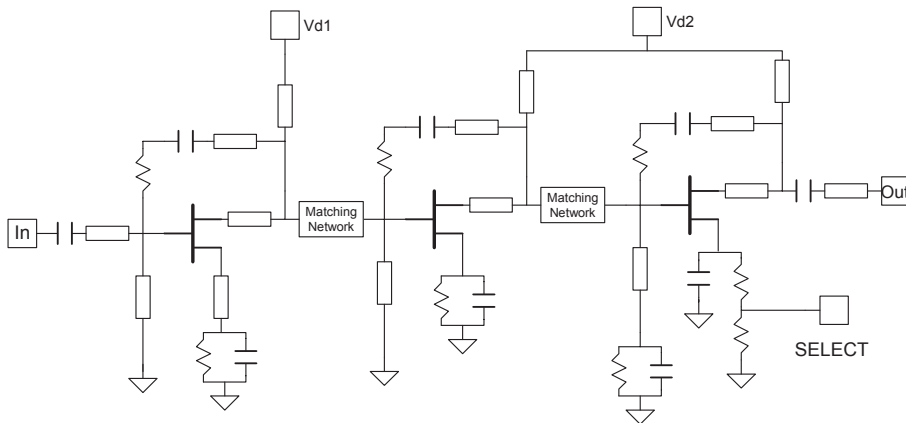 Vd1
Vd2
In
Matching
Network
Matching
Network
Out
SELECT